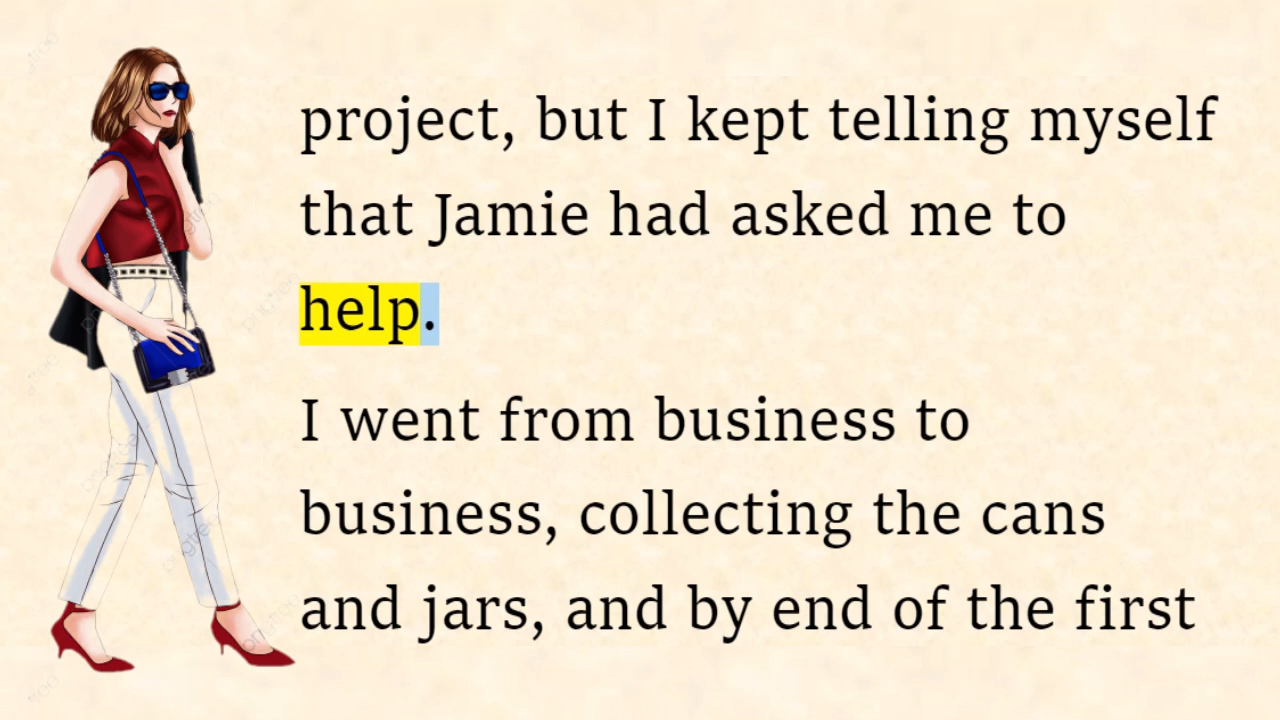 project, but I kept telling myself
that Jamie had asked me to
help.
I went from business to
business, collecting the cans
and jars, and by end of the first